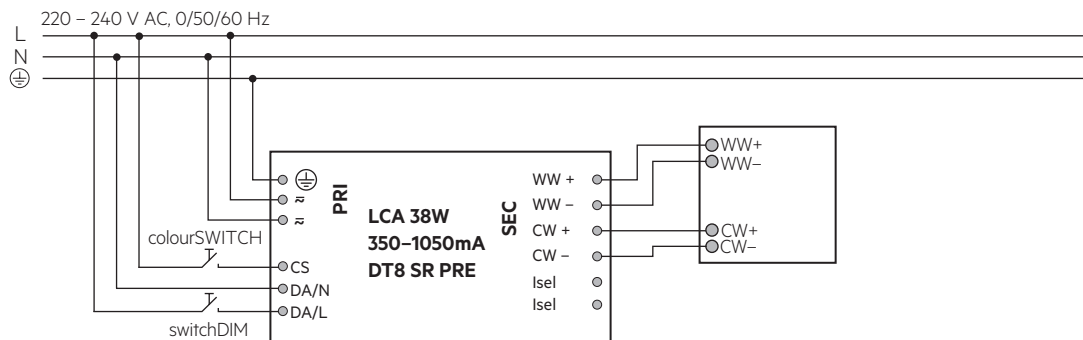 220 – 240 V AC, 0/50/60 Hz
L
N
PRI
LCA 38W
350–1050mA
DT8 SR PRE
SEC
colourSWITCH
CS
DA/N
DA/L
switchDIM
WW +
WW –
CW +
CW –
Isel
Isel
WW+
WW–
CW+
CW–